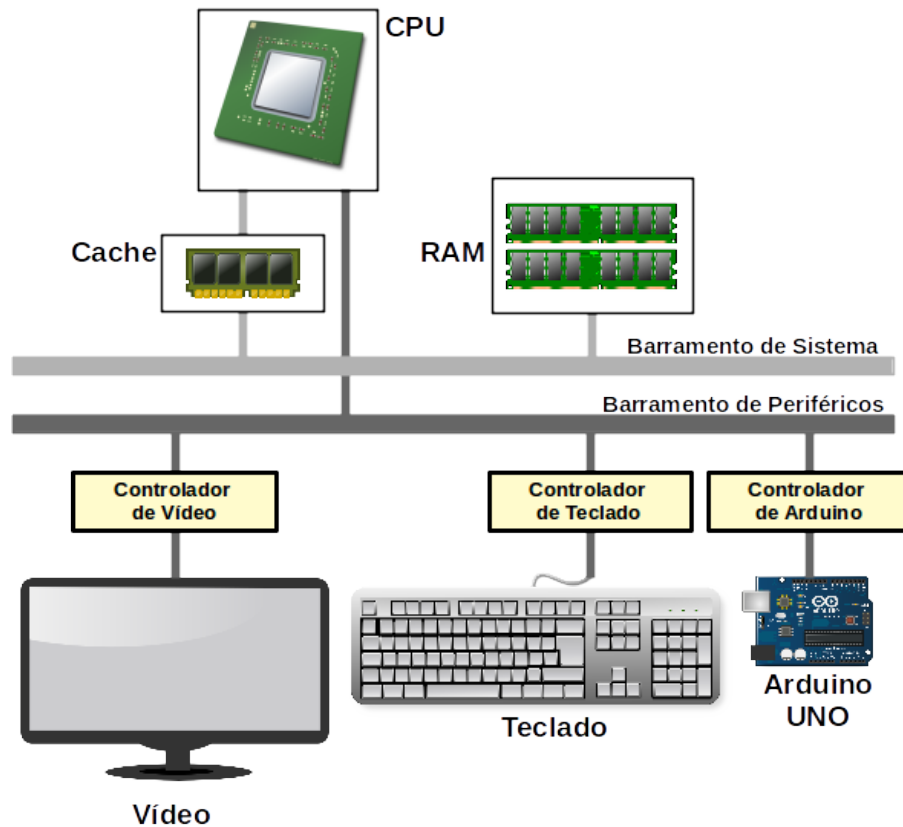 CPU
Cache
RAM
Barramento de Sistema
Barramento de Periféricos
Controlador
de Vídeo
Controlador
de Teclado
Controlador
de Arduino
Arduino
UNO
Teclado
Vídeo